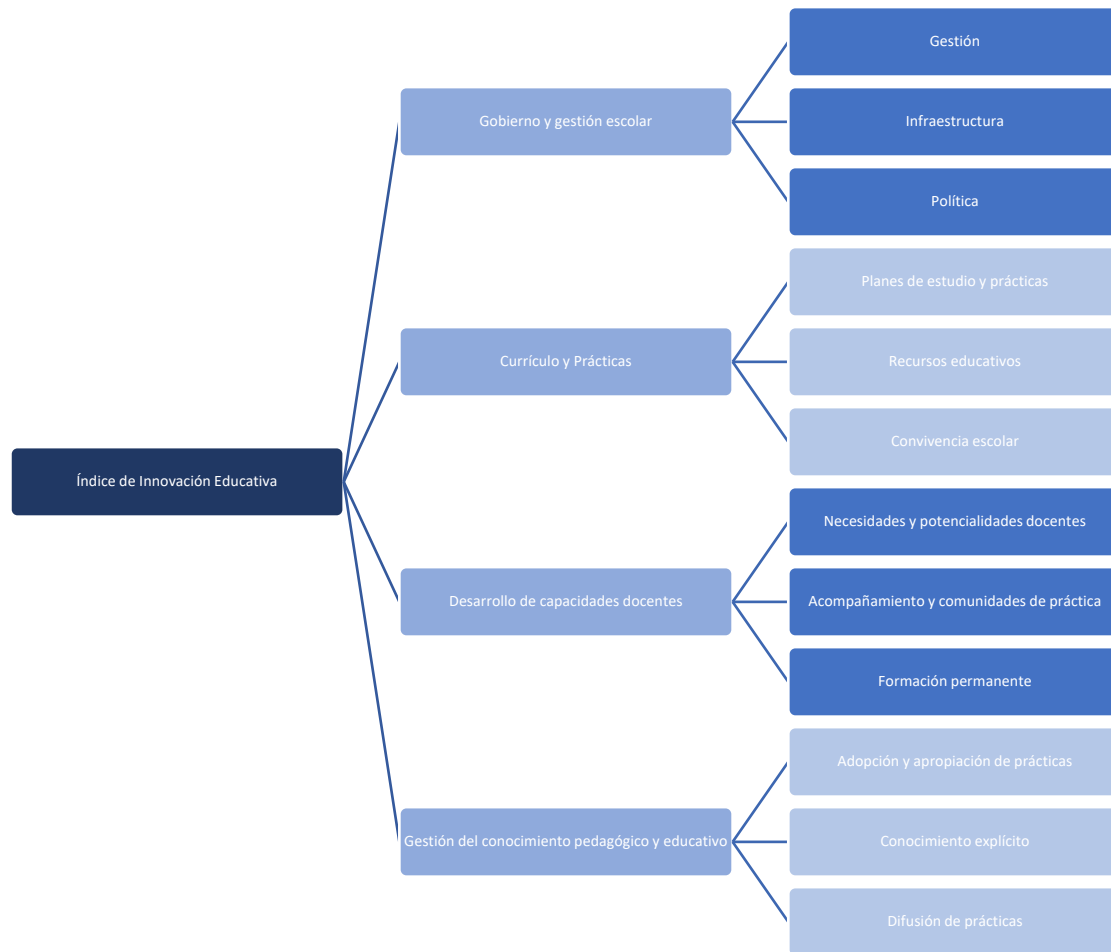 Índice de Innovación Educativa
Gobierno y gestión escolar
Gestión
Infraestructura
Política
Currículo y Prácticas
Planes de estudio y prácticas
Recursos educativos
Convivencia escolar
Desarrollo de capacidades docentes
Necesidades y potencialidades docentes
Acompañamiento y comunidades de práctica
Formación permanente
Gestión del conocimiento pedagógico y educativo
Adopción y apropiación de prácticas
Conocimiento explícito
Difusión de prácticas